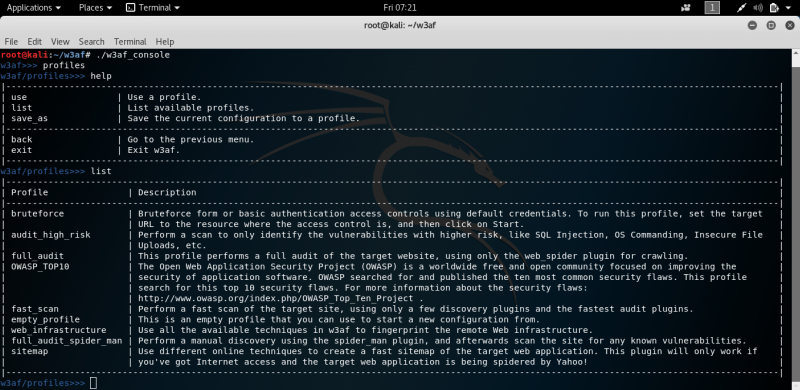 Applications Places Terminal Fri 07:21 1
root@kali: ~/w3af
File Edit View Search Terminal Help
root@kali:~/w3af# ./w3af_console
w3af>>> profiles
w3af/profiles>>> help
|---|
| use | Use a profile. |
| list | List available profiles. |
| save_as | Save the current configuration to a profile. |
|---|
| back | Go to the previous menu. |
| exit | Exit w3af. |
|---|
w3af/profiles>>> list
|---|
| Profile | Description |
|---|
| bruteforce | Bruteforce form or basic authentication access controls using default credentials. To run this profile, set the target |
| | URL to the resource where the access control is, and then click on Start. |
| audit_high_risk | Perform a scan to only identify the vulnerabilities with higher risk, like SQL Injection, OS Commanding, Insecure File |
| | Uploads, etc. |
| full_audit | This profile performs a full audit of the target website, using only the web_spider plugin for crawling. |
| OWASP_TOP10 | The Open Web Application Security Project (OWASP) is a worldwide free and open community focused on improving the |
| | security of application software. OWASP searched for and published the ten most common security flaws. This profile |
| | search for this top 10 security flaws. For more information about the security flaws: |
| | http://www.owasp.org/index.php/OWASP_Top_Ten_Project . |
| fast_scan | Perform a fast scan of the target site, using only a few discovery plugins and the fastest audit plugins. |
| empty_profile | This is an empty profile that you can use to start a new configuration from. |
| web_infrastructure | Use all the available techniques in w3af to fingerprint the remote Web infrastructure. |
| full_audit_spider_man | Perform a manual discovery using the spider_man plugin, and afterwards scan the site for any known vulnerabilities. |
| sitemap | Use different online techniques to create a fast sitemap of the target web application. This plugin will only work if |
| | you've got Internet access and the target web application is being spidered by Yahoo! |
|---|
w3af/profiles>>>